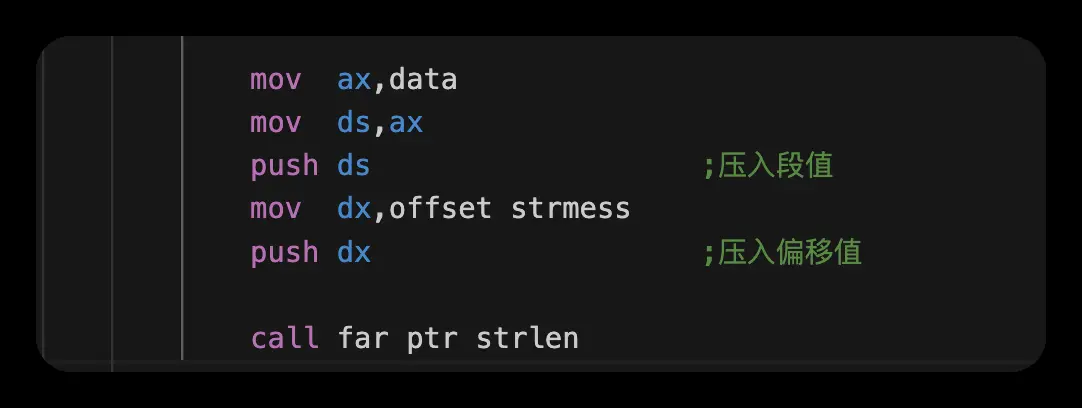 mov  ax,data
mov  ds,ax
push ds                   ;压入段值
mov  dx,offset strmess
push dx                   ;压入偏移值
call far ptr strlen